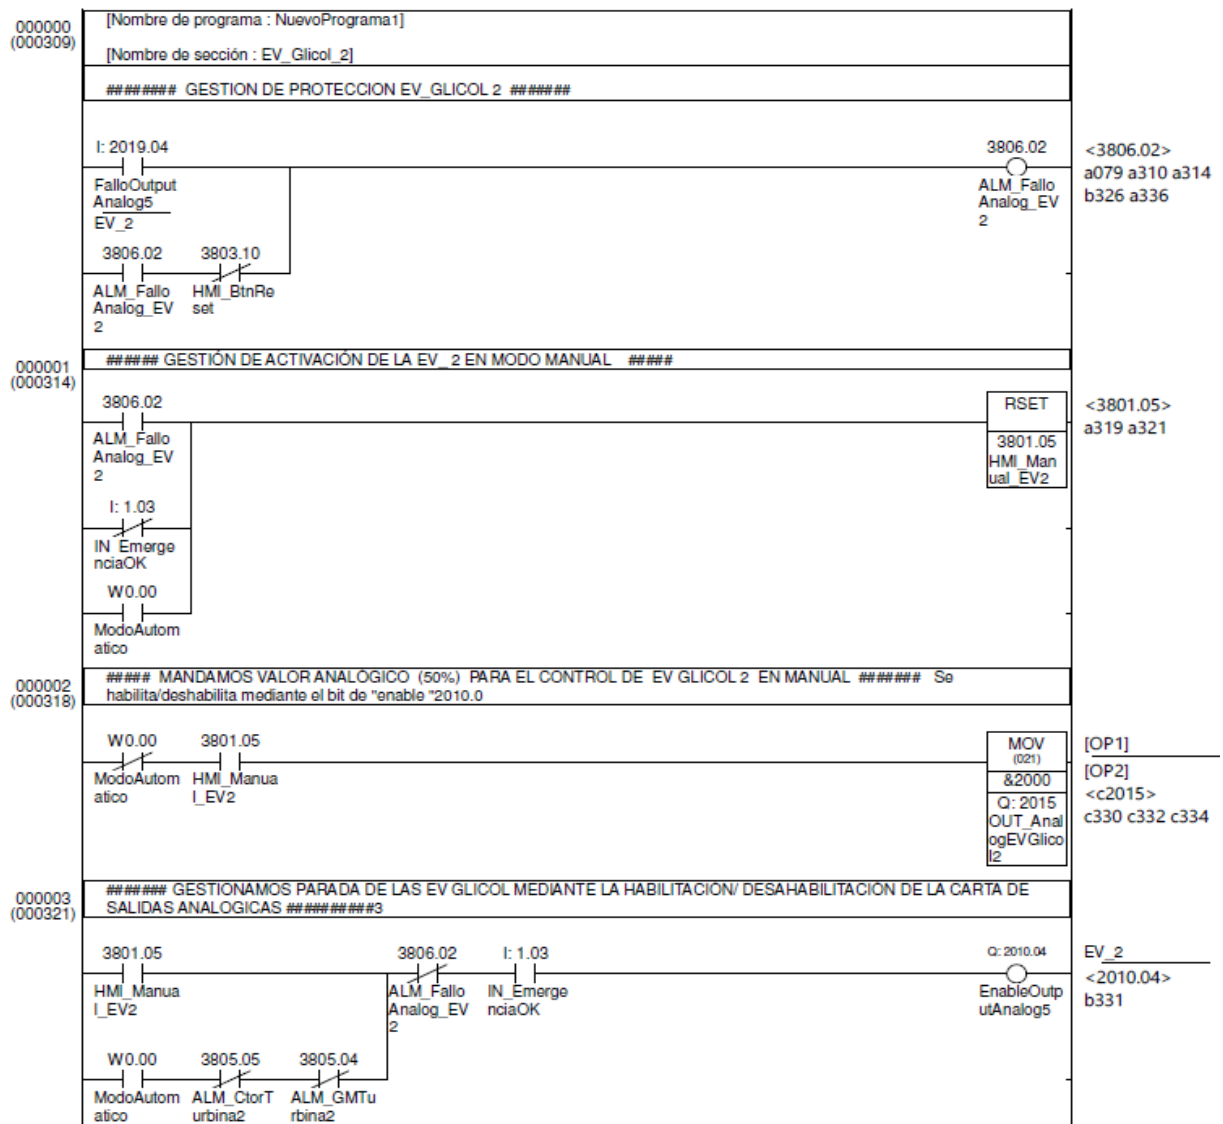 000000
(000309)
[Nombre de programa : NuevoPrograma1]
[Nombre de sección : EV_Glicol_2]
######## GESTION DE PROTECCION EV_GLICOL 2 #######
I: 2019.04
FalloOutput
Analog5
EV_2
3806.02
ALM_Fallo
Analog_EV
2
<3806.02>
a079 a310 a314
b326 a336
3806.02
ALM_Fallo
Analog_EV
2
3803.10
HMI_BtnRe
set
000001
(000314)
###### GESTIÓN DE ACTIVACIÓN DE LA EV_ 2 EN MODO MANUAL #####
3806.02
ALM_Fallo
Analog_EV
2
RSET
3801.05
HMI_Man
ual_EV2
<3801.05>
a319 a321
I: 1.03
IN_Emerge
nciaOK
W0.00
ModoAutom
atico
000002
(000318)
##### MANDAMOS VALOR ANALÓGICO (50%) PARA EL CONTROL DE EV GLICOL 2 EN MANUAL ####### Se
habilita/deshabilita mediante el bit de "enable "2010.0
W0.00
ModoAutom
atico
3801.05
HMI_Manua
l_EV2
MOV
(021)
&2000
Q: 2015
OUT_Anal
ogEVGlico
l2
[OP1]
[OP2]
<c2015>
c330 c332 c334
000003
(000321)
####### GESTIONAMOS PARADA DE LAS EV GLICOL MEDIANTE LA HABILITACIÓN/ DESAHABILITACIÓN DE LA CARTA DE
SALIDAS ANALOGICAS ##########3
3801.05
HMI_Manua
l_EV2
3806.02
ALM_Fallo
Analog_EV
2
I: 1.03
IN_Emerge
nciaOK
Q: 2010.04
EnableOutp
utAnalog5
EV_2
<2010.04>
b331
W0.00
ModoAutom
atico
3805.05
ALM_CtorT
urbina2
3805.04
ALM_GMTu
rbina2